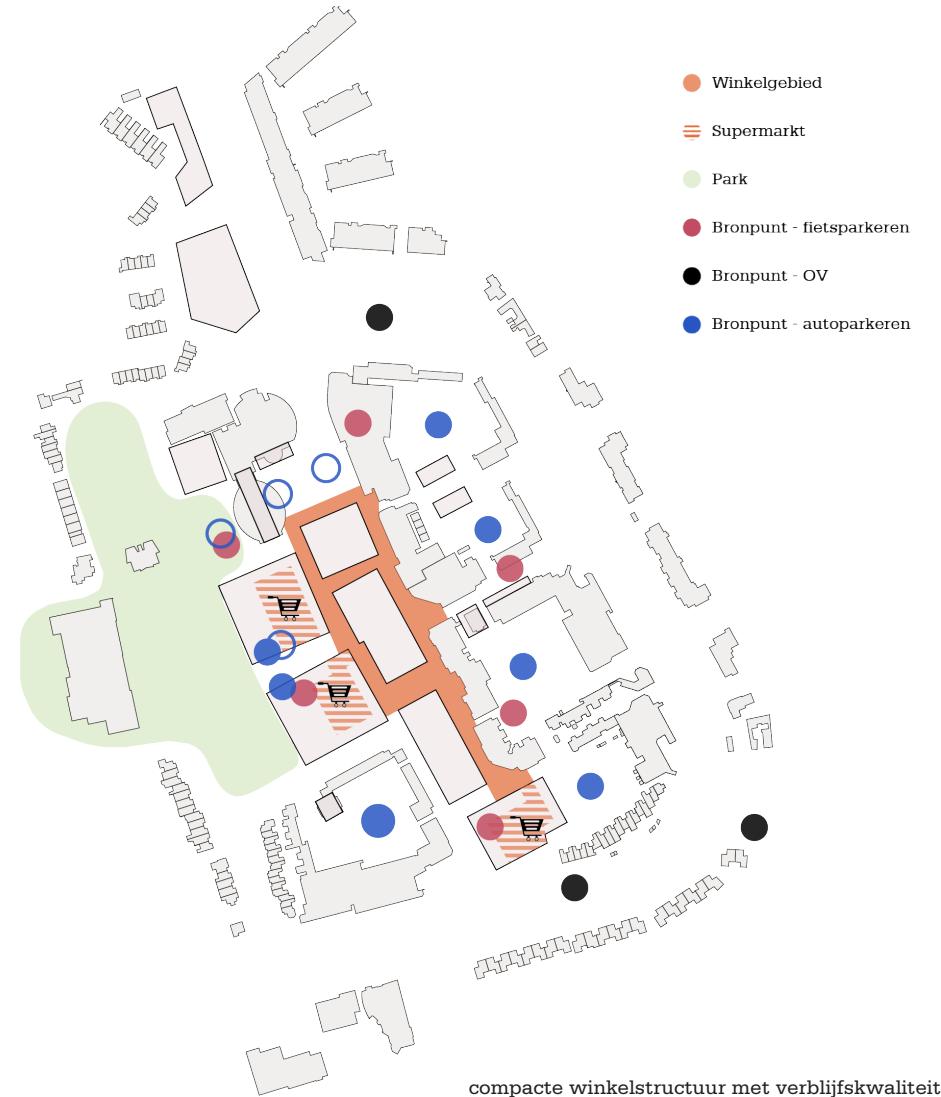 Winkelgebied
Supermarkt
Park
Bronpunt - fietsparkeren
Bronpunt - OV
Bronpunt - autoparkeren
compacte winkelstructuur met verblijfskwaliteit